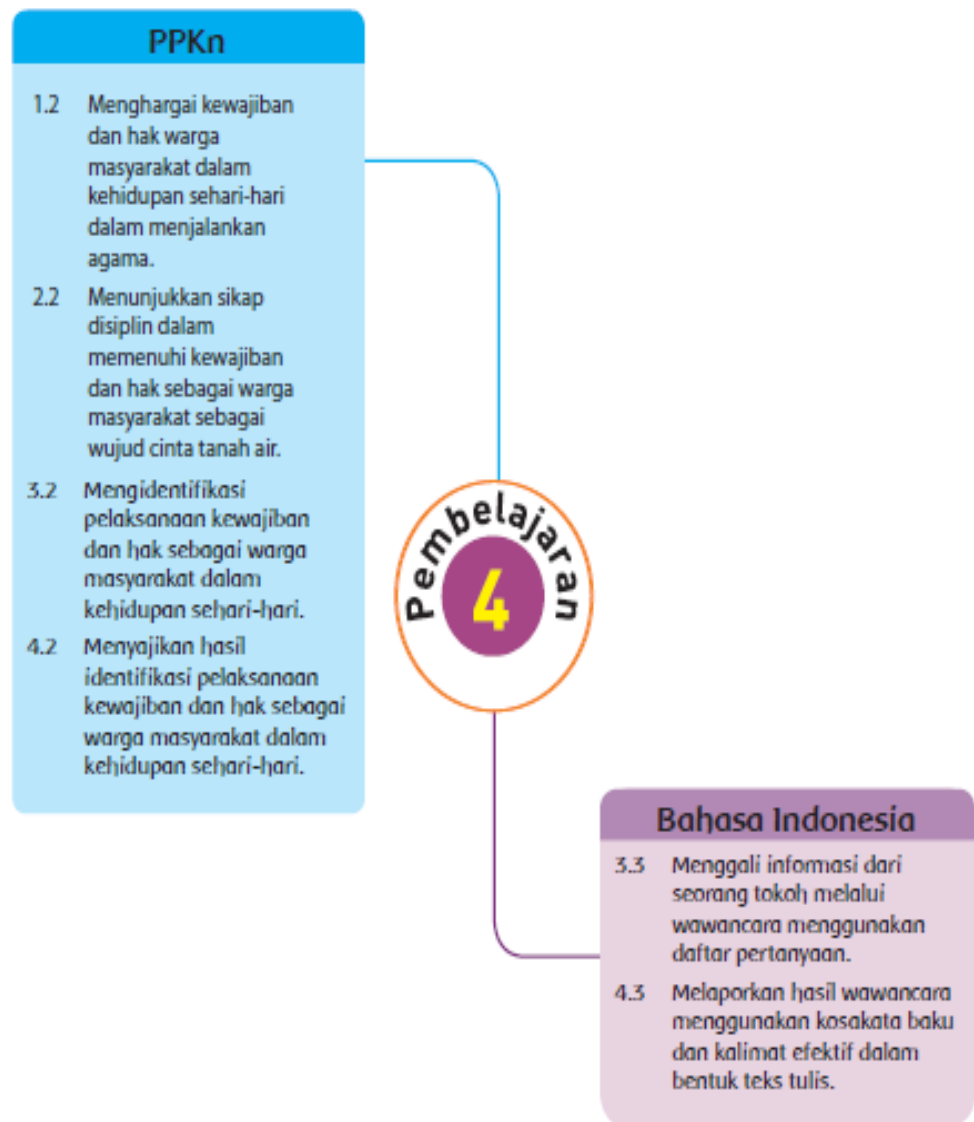 PPKn
1.2 Menghargai kewajiban
dan hak warga
masyarakat dalam
kehidupan sehari-hari
dalam menjalankan
agama.
2.2 Menunjukkan sikap
disiplin dalam
memenuhi kewajiban
dan hak sebagai warga
masyarakat sebagai
wujud cinta tanah air.
3.2 Mengidentifikasi
pelaksanaan kewajiban
dan hak sebagai warga
masyarakat dalam
kehidupan sehari-hari.
4.2 Menyajikan hasil
identifikasi pelaksanaan
kewajiban dan hak sebagai
warga masyarakat dalam
kehidupan sehari-hari.
Pembelajaran
4
Bahasa Indonesia
3.3 Menggali informasi dari
seorang tokoh melalui
wawancara menggunakan
daftar pertanyaan.
4.3 Melaporkan hasil wawancara
menggunakan kosakata baku
dan kalimat efektif dalam
bentuk teks tulis.